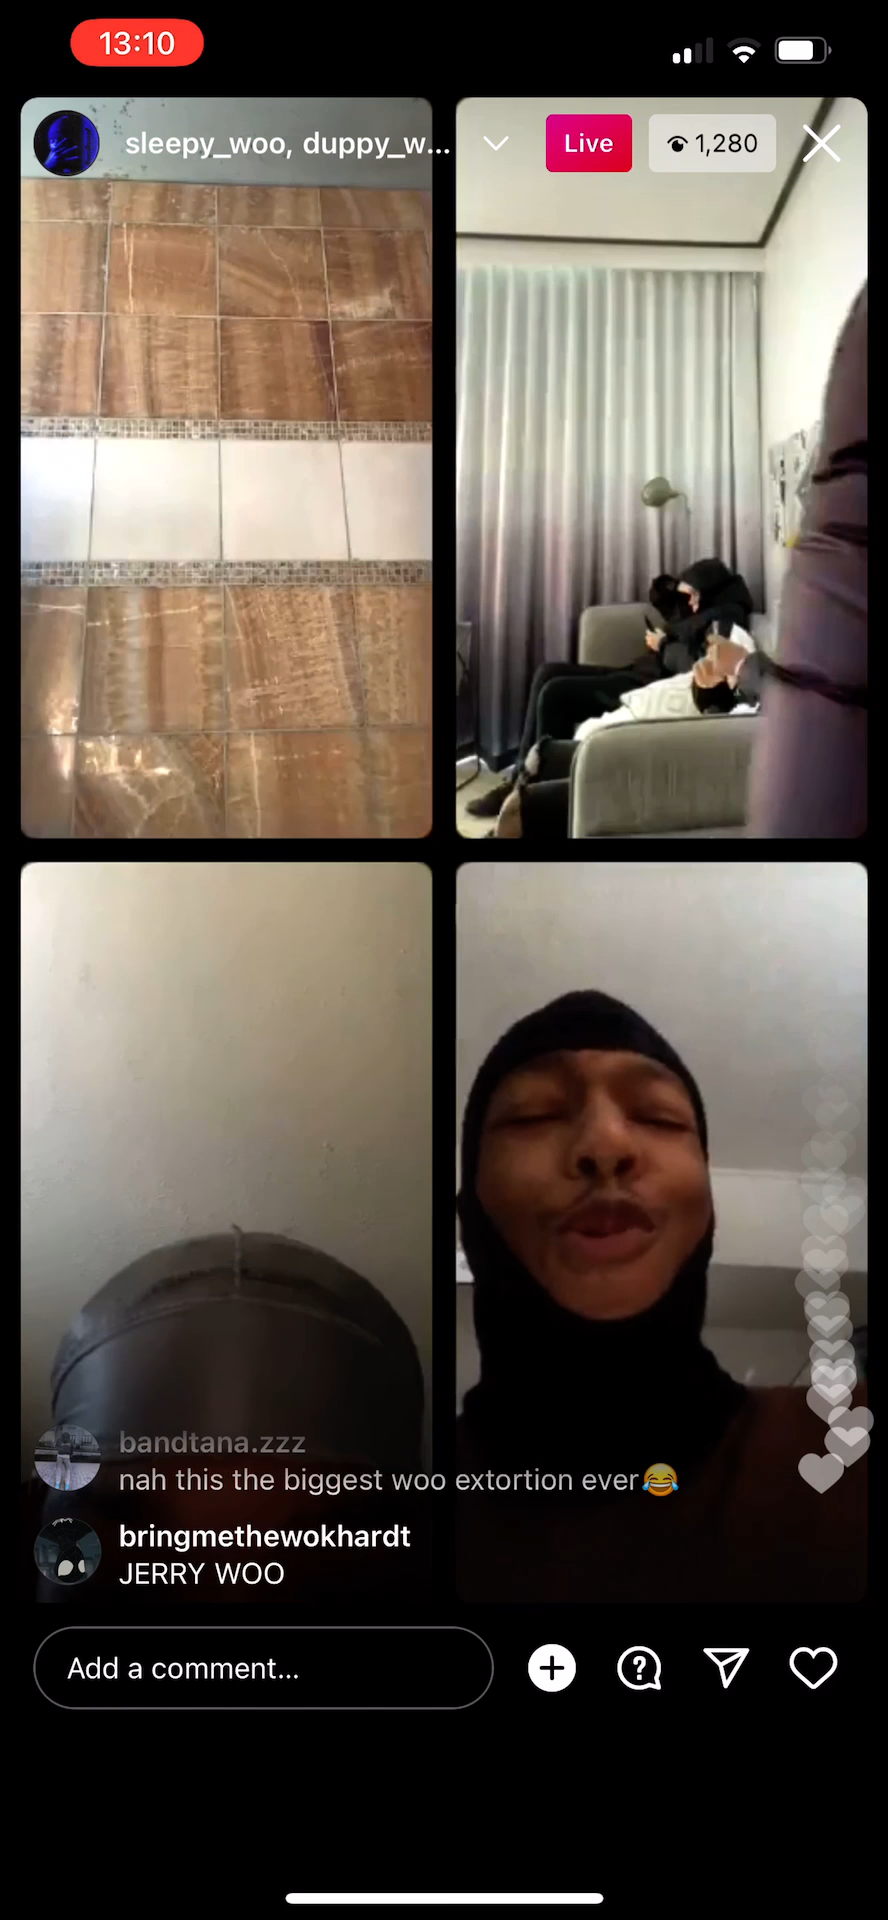 13:10
sleepy_woo, duppy_w...
Live
1,280
bandtana.zzz
nah this the biggest woo extortion ever😂
bringmethewokhardt
JERRY WOO
Add a comment...